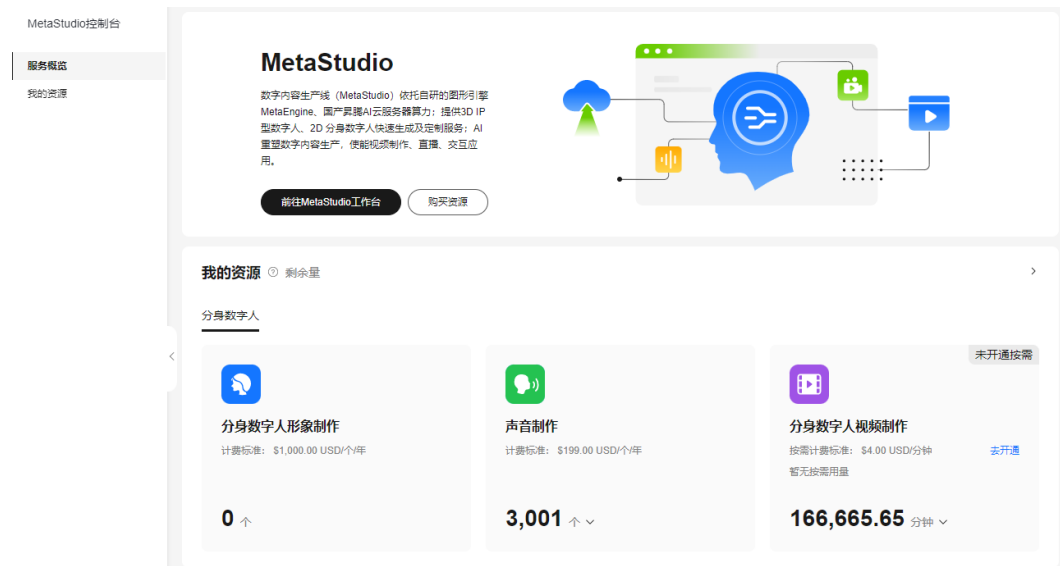 MetaStudio控制台
服务概览
我的资源
MetaStudio
数字内容生产线（MetaStudio）依托自研的图形引擎
MetaEngine、国产昇腾AI云服务器算力；提供3D IP
型数字人、2D 分身数字人快速生成及定制服务；AI
重塑数字内容生产，使能视频制作、直播、交互应
用。
前往MetaStudio工作台
购买资源
我的资源 剩余量
分身数字人
分身数字人形象制作
计费标准： $1,000.00 USD/个/年
0 个
声音制作
计费标准： $199.00 USD/个/年
3,001 个
未开通按需
分身数字人视频制作
按需计费标准： $4.00 USD/分钟 去开通
暂无按需用量
166,665.65 分钟